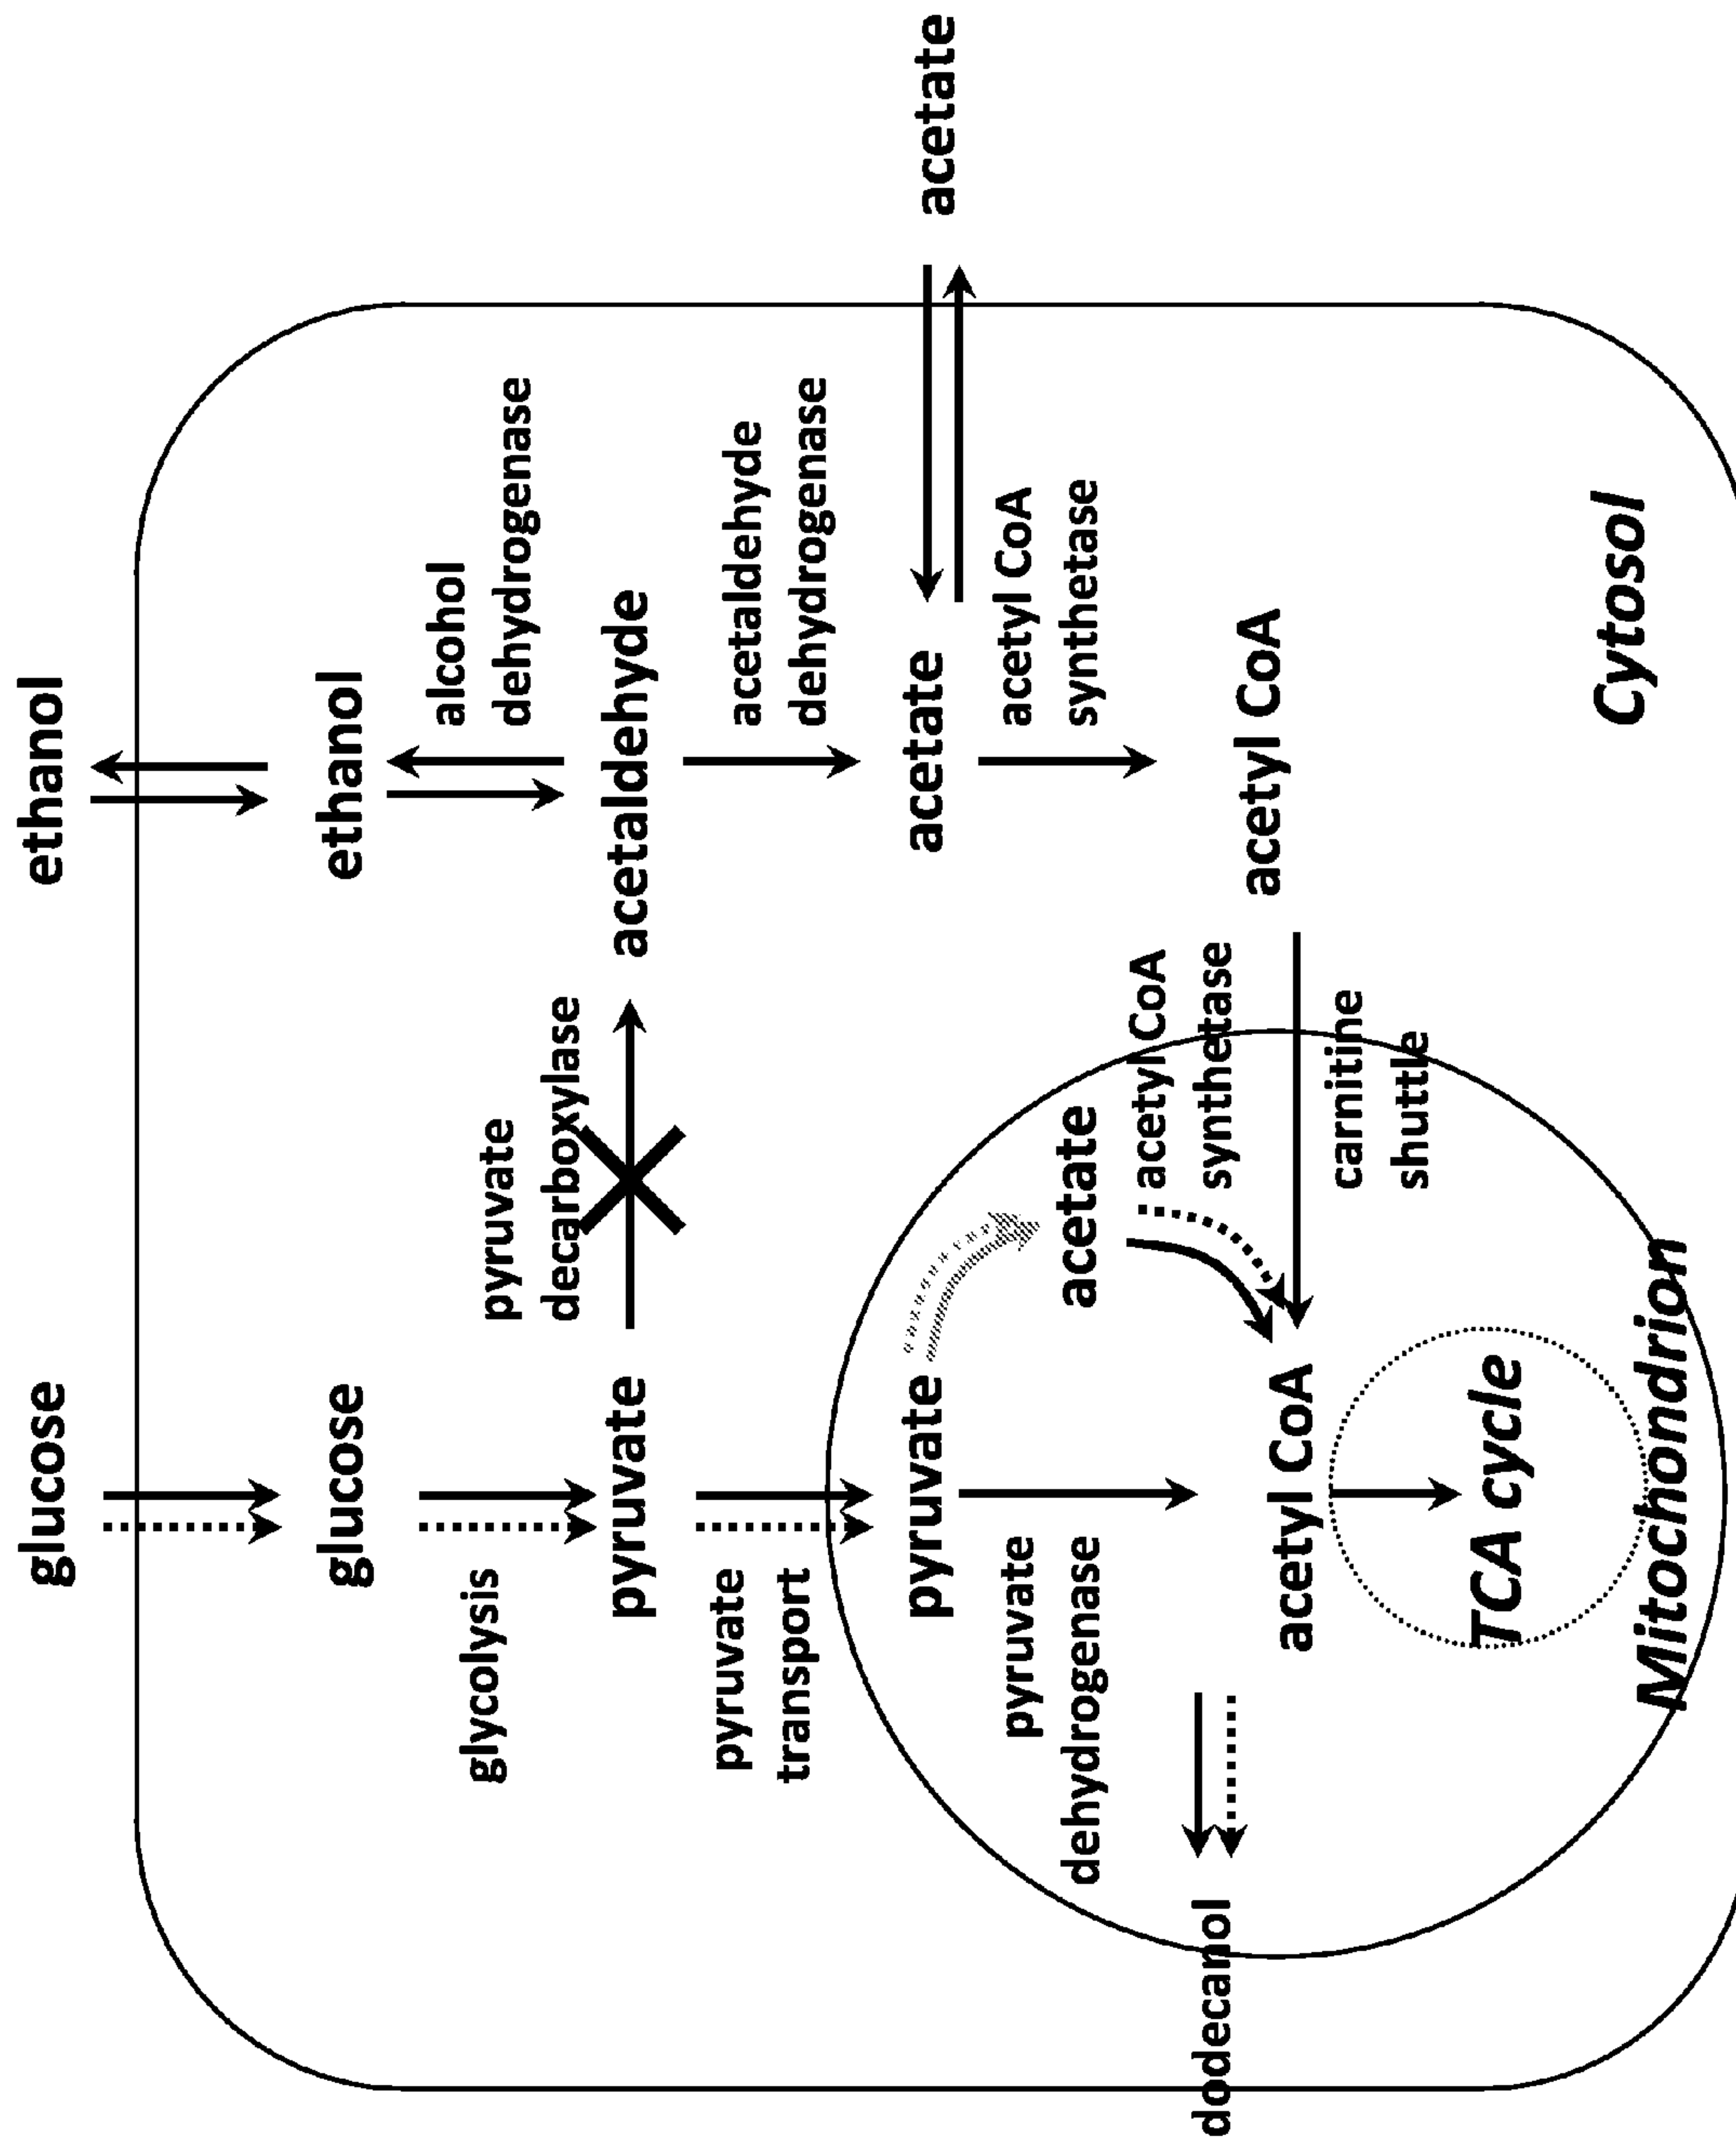 glucose
ethanol
glucose
ethanol
glycolysis
alcohol
dehydrogenase
pyruvate
pyruvate
decarboxylase
acetaldehyde
pyruvate
transport
acetaldehyde
dehydrogenase
pyruvate
acetate
acetate
pyruvate
dehydrogenase
acetate
acetyl CoA
synthetase
acetyl CoA
synthetase
dodecanol
acetyl CoA
acetyl CoA
carnitine
shuttle
TCA cycle
Mitochondrion
Cytosol